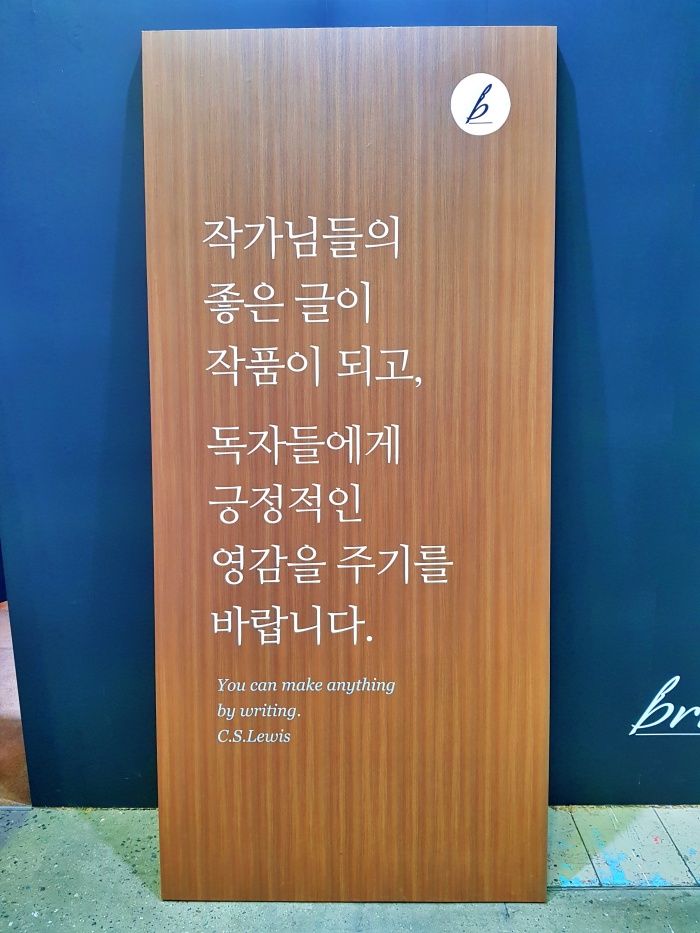 b
작가님들의
좋은 글이
작품이 되고,
독자들에게
긍정적인
영감을 주기를
바랍니다.
You can make anything
by writing.
C.S.Lewis